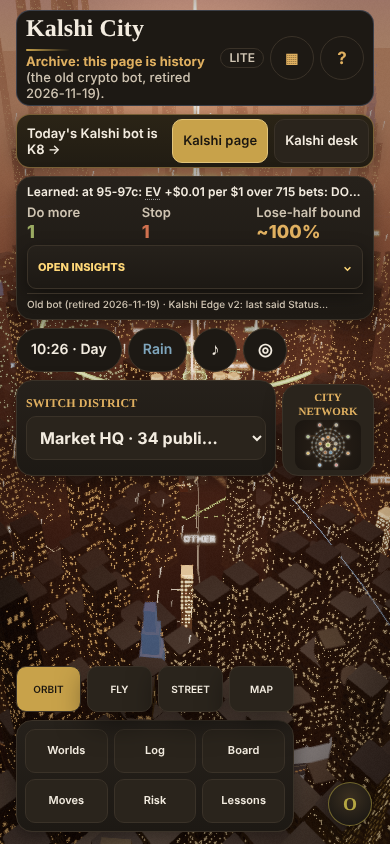 Kalshi City
Archive: this page is history
(the old crypto bot, retired
2026-11-19).
LITE
?
Today's Kalshi bot is
K8 →
Kalshi page
Kalshi desk
Learned: at 95-97c: EV +$0.01 per $1 over 715 bets: DO…
Do more
Stop
Lose-half bound
1
1
~100%
OPEN INSIGHTS
Old bot (retired 2026-11-19) · Kalshi Edge v2: last said Status…
10:26 · Day
Rain
♪
◎
SWITCH DISTRICT
Market HQ · 34 publi…
CITY
NETWORK
OTHER
ORBIT
FLY
STREET
MAP
Worlds
Log
Board
Moves
Risk
Lessons
O